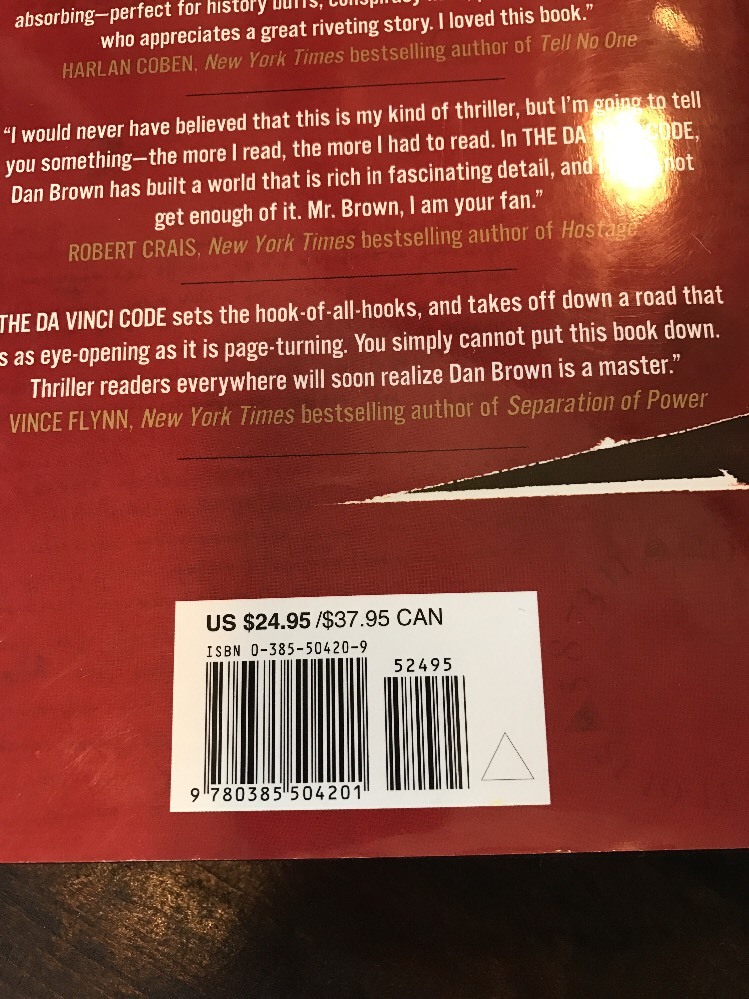 absorbing—perfect for history buffs,
who appreciates a great riveting story. I loved this book.”
HARLAN COBEN, New York Times bestselling author of Tell No One
“I would never have believed that this is my kind of thriller, but I’m going to tell
you something—the more I read, the more I had to read. In THE DA CODE,
Dan Brown has built a world that is rich in fascinating detail, and not
get enough of it. Mr. Brown, I am your fan.”
ROBERT CRAIS, New York Times bestselling author of Hostage
THE DA VINCI CODE sets the hook-of-all-hooks, and takes off down a road that
s as eye-opening as it is page-turning. You simply cannot put this book down.
Thriller readers everywhere will soon realize Dan Brown is a master.”
VINCE FLYNN, New York Times bestselling author of Separation of Power
US $24.95 /$37.95 CAN
ISBN 0-385-50420-9
52495
9 780385 504201